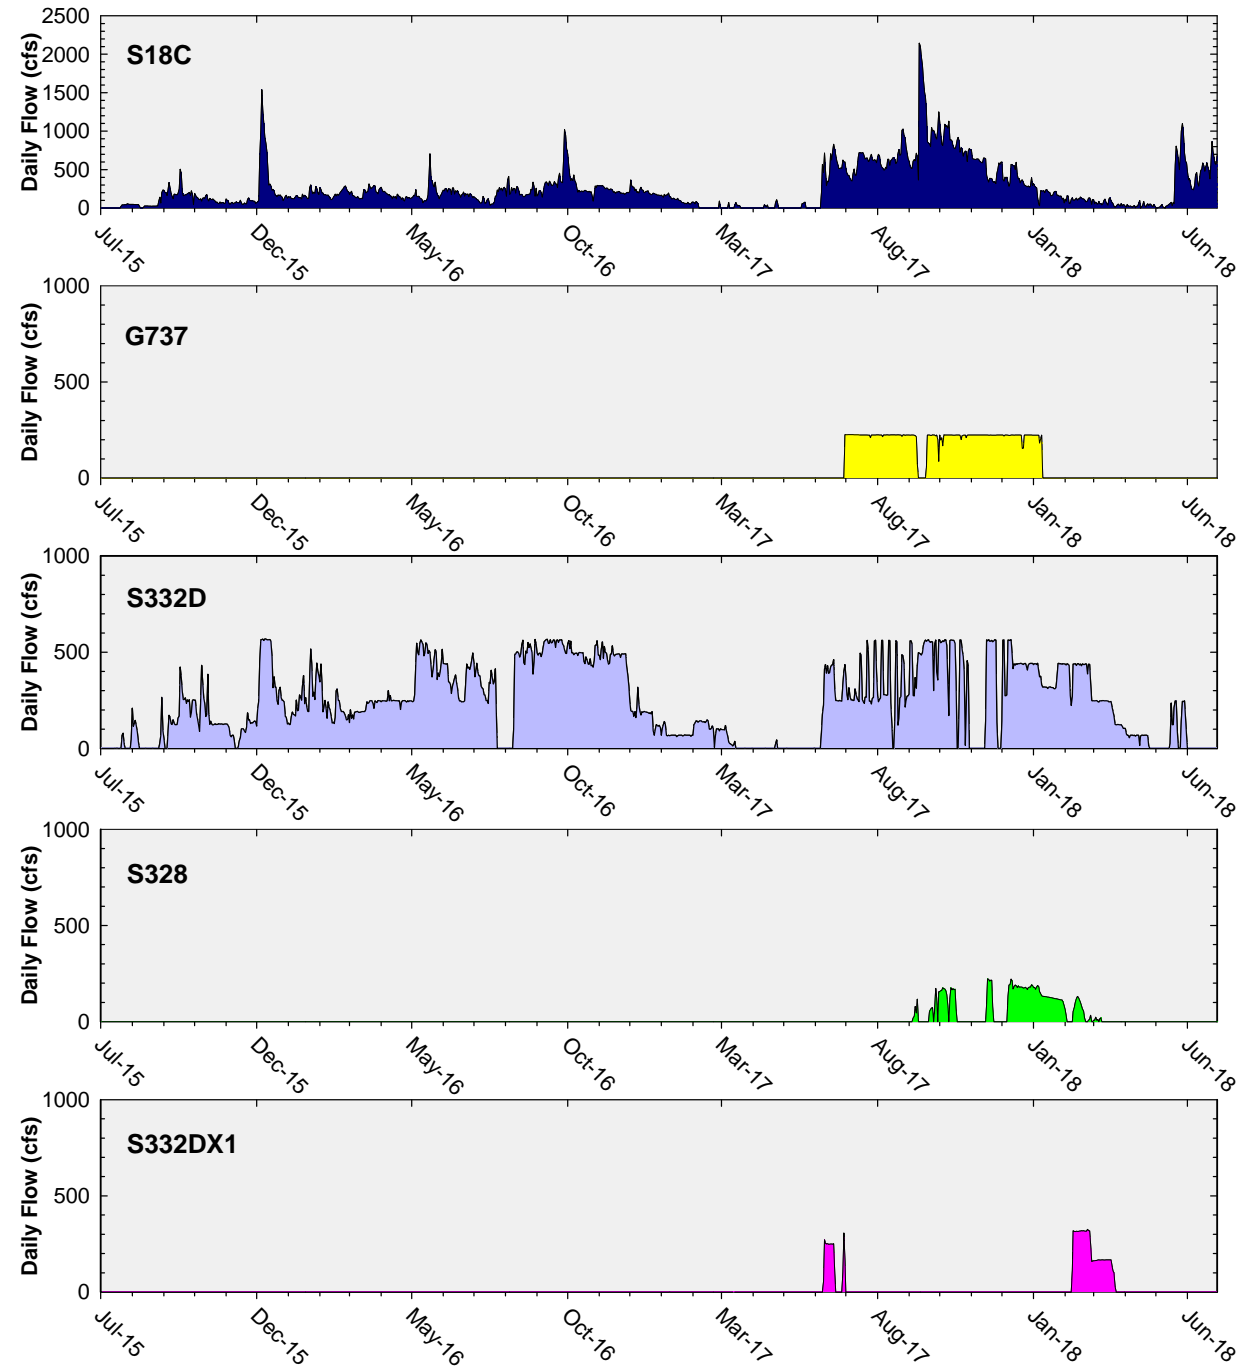 2500
2000
1500
1000
500
0
Daily Flow (cfs)
S18C
Jul-15 Dec-15 May-16 Oct-16 Mar-17 Aug-17 Jan-18 Jun-18
1000
500
0
Daily Flow (cfs)
G737
Jul-15 Dec-15 May-16 Oct-16 Mar-17 Aug-17 Jan-18 Jun-18
1000
500
0
Daily Flow (cfs)
S332D
Jul-15 Dec-15 May-16 Oct-16 Mar-17 Aug-17 Jan-18 Jun-18
1000
500
0
Daily Flow (cfs)
S328
Jul-15 Dec-15 May-16 Oct-16 Mar-17 Aug-17 Jan-18 Jun-18
1000
500
0
Daily Flow (cfs)
S332DX1
Jul-15 Dec-15 May-16 Oct-16 Mar-17 Aug-17 Jan-18 Jun-18